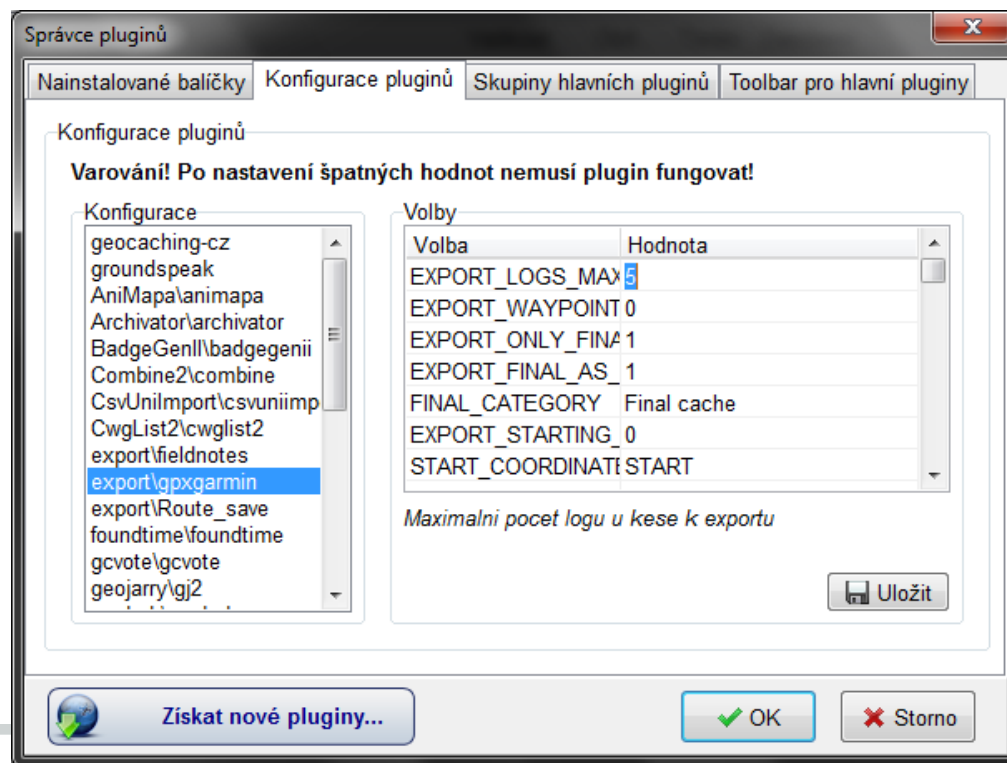 Správce pluginů
Nainstalované balíčky
Konfigurace pluginů
Skupiny hlavních pluginů
Toolbar pro hlavní pluginy
Konfigurace pluginů
Varování! Po nastavení špatných hodnot nemusí plugin fungovat!
Konfigurace
geocaching-cz
groundspeak
AniMapa\animapa
Archivator\archivator
BadgeGenII\badgegenii
Combine2\combine
CsvUniImport\csvuniimp
CwgList2\cwglist2
export\fieldnotes
export\gpxgarmin
export\Route_save
foundtime\foundtime
gcvote\gcvote
geojarry\gj2
Volby
Volba Hodnota
EXPORT_LOGS_MAX 5
EXPORT_WAYPOINT 0
EXPORT_ONLY_FINA 1
EXPORT_FINAL_AS_ 1
FINAL_CATEGORY Final cache
EXPORT_STARTING_ 0
START_COORDINATE START
Maximalni pocet logu u kese k exportu
Uložit
Získat nové pluginy...
OK
Storno